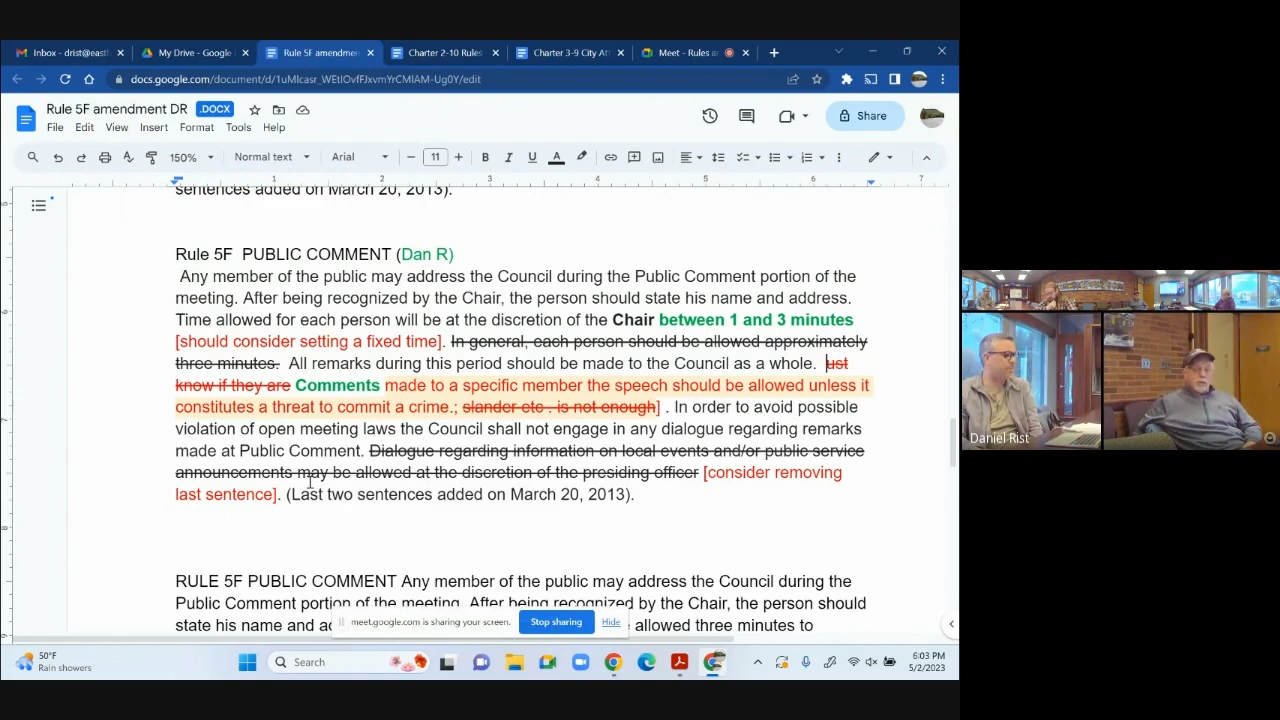 Inbox - drist@east
My Drive - Google
Rule 5F amendmen
Charter 2-10 Rules
Charter 3-9 City At
Meet - Rules a
docs.google.com/document/d/1uMlcasr_WEtIOvfFJxvmYrCMIAM-Ug0Y/edit
Rule 5F amendment DR .DOCX
File Edit View Insert Format Tools Help
Share
150% Normal text Arial 11
1 2 3 4 5 6 7
sentences added on March 20, 2013).
Rule 5F PUBLIC COMMENT (Dan R)
Any member of the public may address the Council during the Public Comment portion of the
meeting. After being recognized by the Chair, the person should state his name and address.
Time allowed for each person will be at the discretion of the Chair between 1 and 3 minutes
[should consider setting a fixed time]. In general, each person should be allowed approximately
three minutes. All remarks during this period should be made to the Council as a whole. ust
know if they are Comments made to a specific member the speech should be allowed unless it
constitutes a threat to commit a crime.; slander etc . is not enough] . In order to avoid possible
violation of open meeting laws the Council shall not engage in any dialogue regarding remarks
made at Public Comment. Dialogue regarding information on local events and/or public service
announcements may be allowed at the discretion of the presiding officer [consider removing
last sentence]. (Last two sentences added on March 20, 2013).
RULE 5F PUBLIC COMMENT Any member of the public may address the Council during the
Public Comment portion of the meeting. After being recognized by the Chair, the person should
state his name and ad allowed three minutes to
meet.google.com is sharing your screen. Stop sharing Hide
50°F
Rain showers
Search
6:03 PM
5/2/2023
Daniel Rist